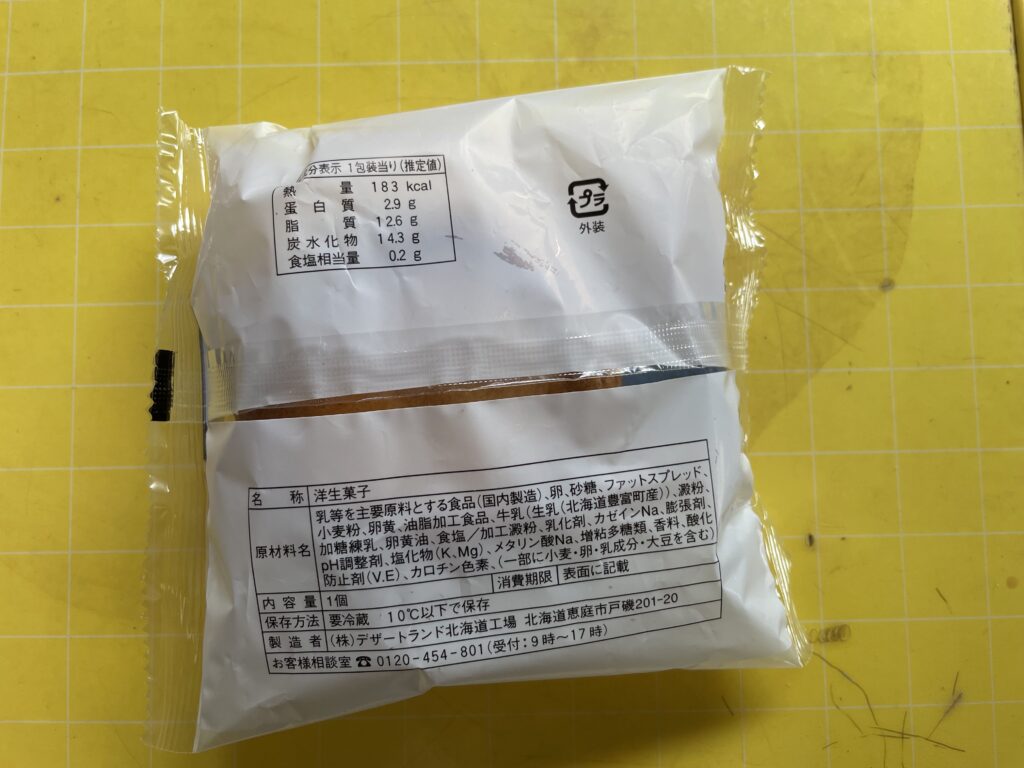 分表示 1包装当り(推定値)
熱量 183 kcal
蛋白質 2.9 g
脂質 12.6 g
炭水化物 14.3 g
食塩相当量 0.2 g
プラ
外装
名称 洋生菓子
原材料名 乳等を主要原料とする食品(国内製造)、卵、砂糖、ファットスプレッド、
小麦粉、卵黄、油脂加工食品、牛乳(生乳(北海道豊富町産))、澱粉、
加糖練乳、卵黄油、食塩/加工澱粉、乳化剤、カゼインNa、膨張剤、
pH調整剤、塩化物(K、Mg)、メタリン酸Na、増粘多糖類、香料、酸化
防止剤(V.E)、カロチン色素、(一部に小麦・卵・乳成分・大豆を含む)
内容量 1個 消費期限 表面に記載
保存方法 要冷蔵 10℃以下で保存
製造者 (株)デザートランド北海道工場 北海道恵庭市戸磯201-20
お客様相談室☎0120-454-801(受付:9時~17時)